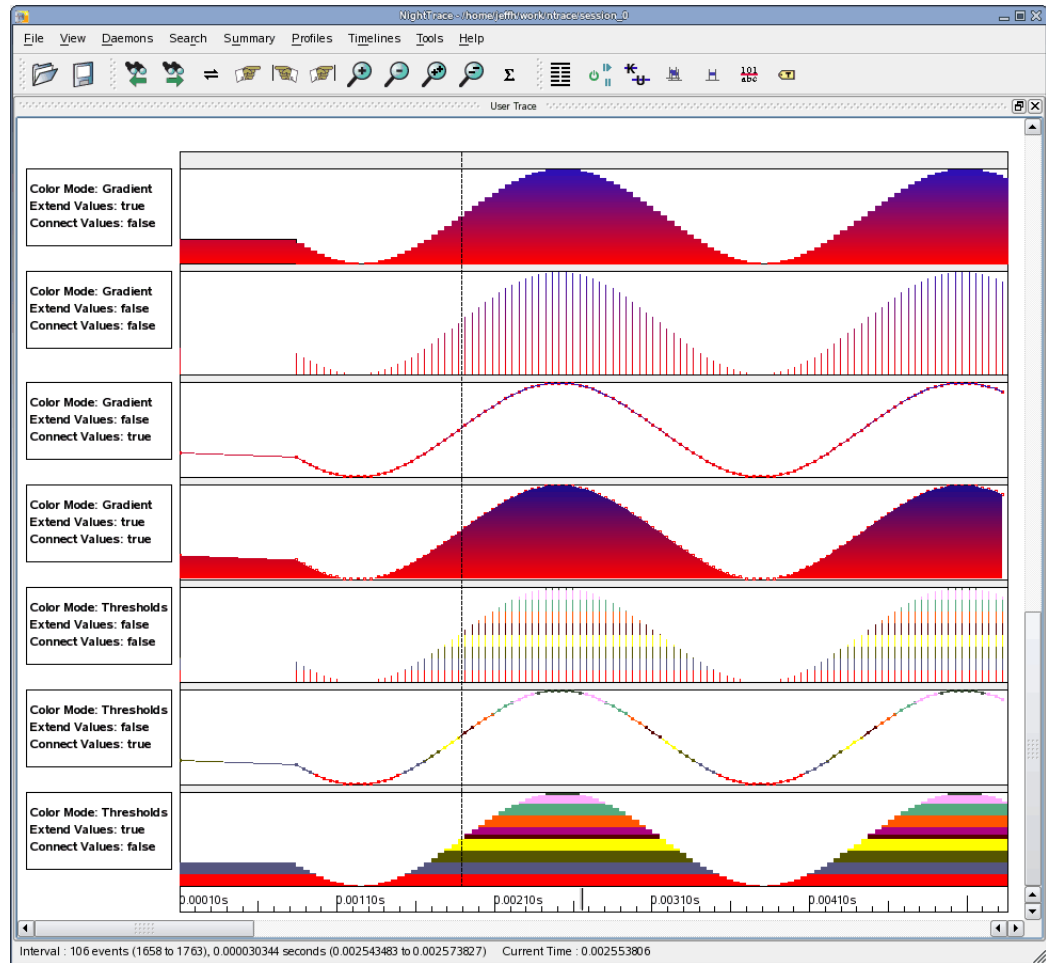 NightTrace - /home/jeffh/work/ntrace/session_0
File View Daemons Search Summary Profiles Timelines Tools Help
Σ
K U
101
abc
T
User Trace
Color Mode: Gradient
Extend Values: true
Connect Values: false
Color Mode: Gradient
Extend Values: false
Connect Values: false
Color Mode: Gradient
Extend Values: false
Connect Values: true
Color Mode: Gradient
Extend Values: true
Connect Values: true
Color Mode: Thresholds
Extend Values: false
Connect Values: false
Color Mode: Thresholds
Extend Values: false
Connect Values: true
Color Mode: Thresholds
Extend Values: true
Connect Values: false
0.00010s 0.00110s 0.00210s 0.00310s 0.00410s
Interval : 106 events (1658 to 1763), 0.000030344 seconds (0.002543483 to 0.002573827) Current Time : 0.002553806